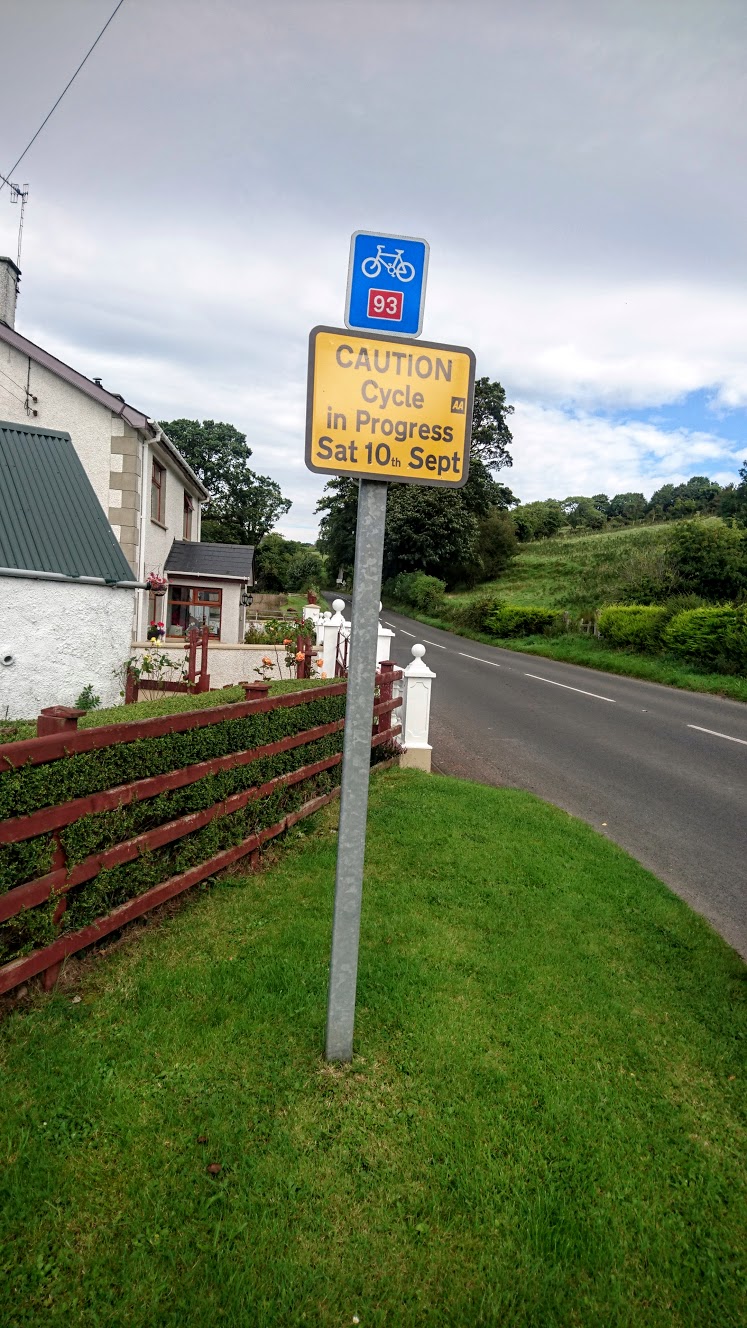 93
CAUTION
Cycle
in Progress
AA
Sat 10th Sept